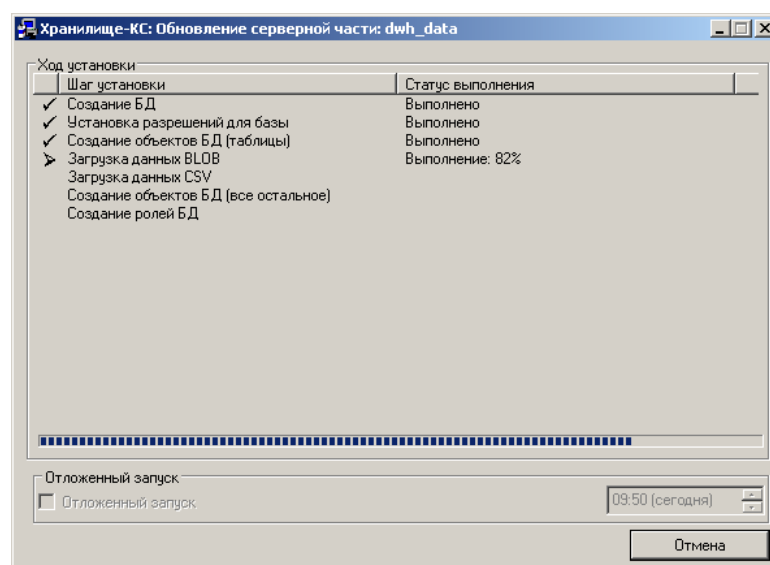 Хранилище-КС: Обновление серверной части: dwh_data
Ход установки
Шаг установки Статус выполнения
Создание БД Выполнено
Установка разрешений для базы Выполнено
Создание объектов БД (таблицы) Выполнено
Загрузка данных BLOB Выполнение: 82%
Загрузка данных CSV
Создание объектов БД (все остальное)
Создание ролей БД
Отложенный запуск
Отложенный запуск 09:50 (сегодня)
Отмена